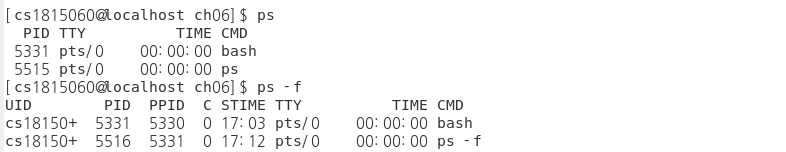 [cs1815060@localhost ch06]$ ps
  PID TTY          TIME CMD
 5331 pts/0    00:00:00 bash
 5515 pts/0    00:00:00 ps
[cs1815060@localhost ch06]$ ps -f
UID        PID  PPID  C STIME TTY          TIME CMD
cs18150+  5331  5330  0 17:03 pts/0    00:00:00 bash
cs18150+  5516  5331  0 17:12 pts/0    00:00:00 ps -f